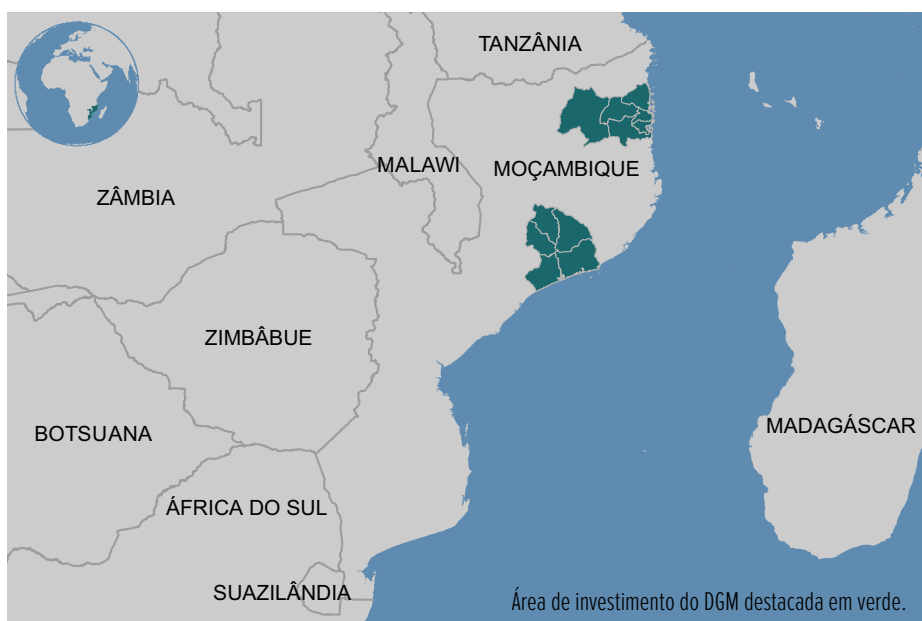 TANZÂNIA
MALAWI
MOÇAMBIQUE
ZÂMBIA
ZIMBÂBUE
BOTSUANA
MADAGÁSCAR
ÁFRICA DO SUL
SUAZILÂNDIA
Área de investimento do DGM destacada em verde.